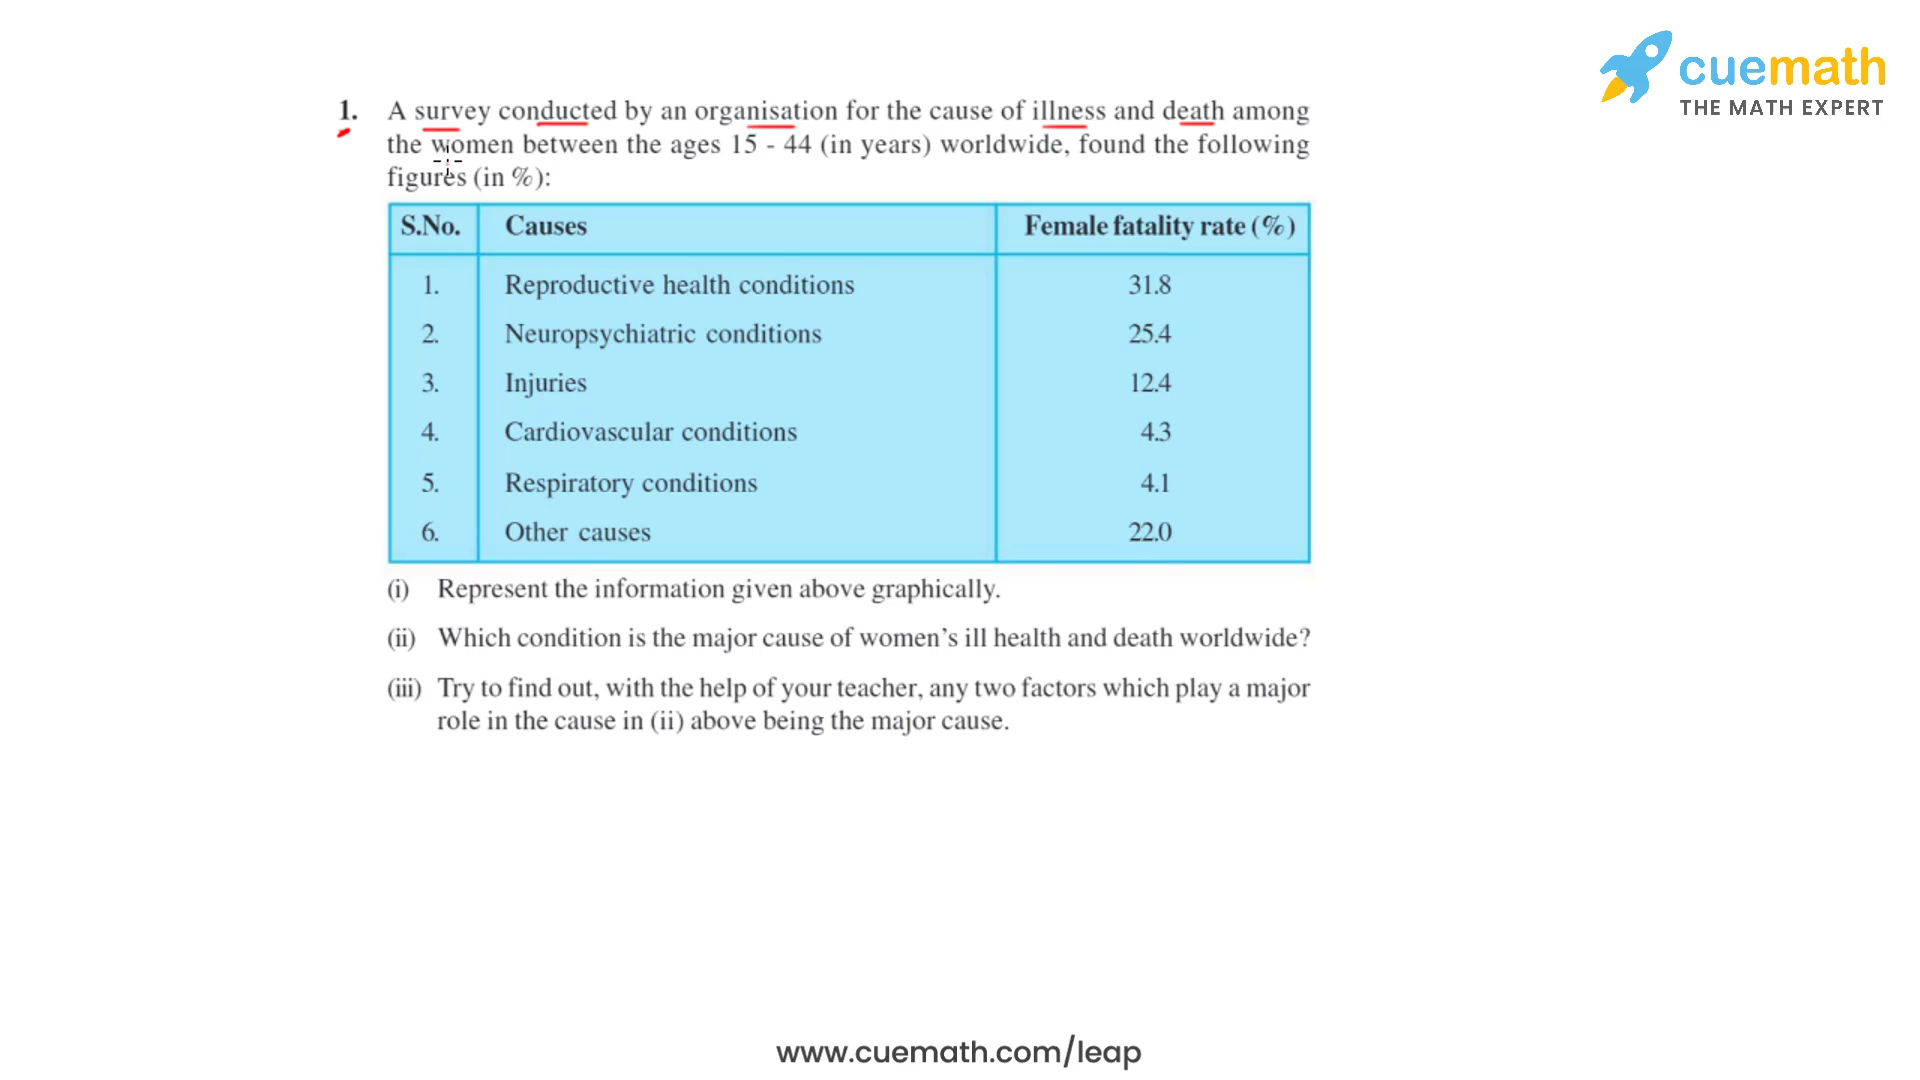 cuemath
THE MATH EXPERT
1. A survey conducted by an organisation for the cause of illness and death among
the women between the ages 15 - 44 (in years) worldwide, found the following
figures (in %):
S.No. Causes Female fatality rate (%)
1. Reproductive health conditions 31.8
2. Neuropsychiatric conditions 25.4
3. Injuries 12.4
4. Cardiovascular conditions 4.3
5. Respiratory conditions 4.1
6. Other causes 22.0
(i) Represent the information given above graphically.
(ii) Which condition is the major cause of women’s ill health and death worldwide?
(iii) Try to find out, with the help of your teacher, any two factors which play a major
role in the cause in (ii) above being the major cause.
www.cuemath.com/leap